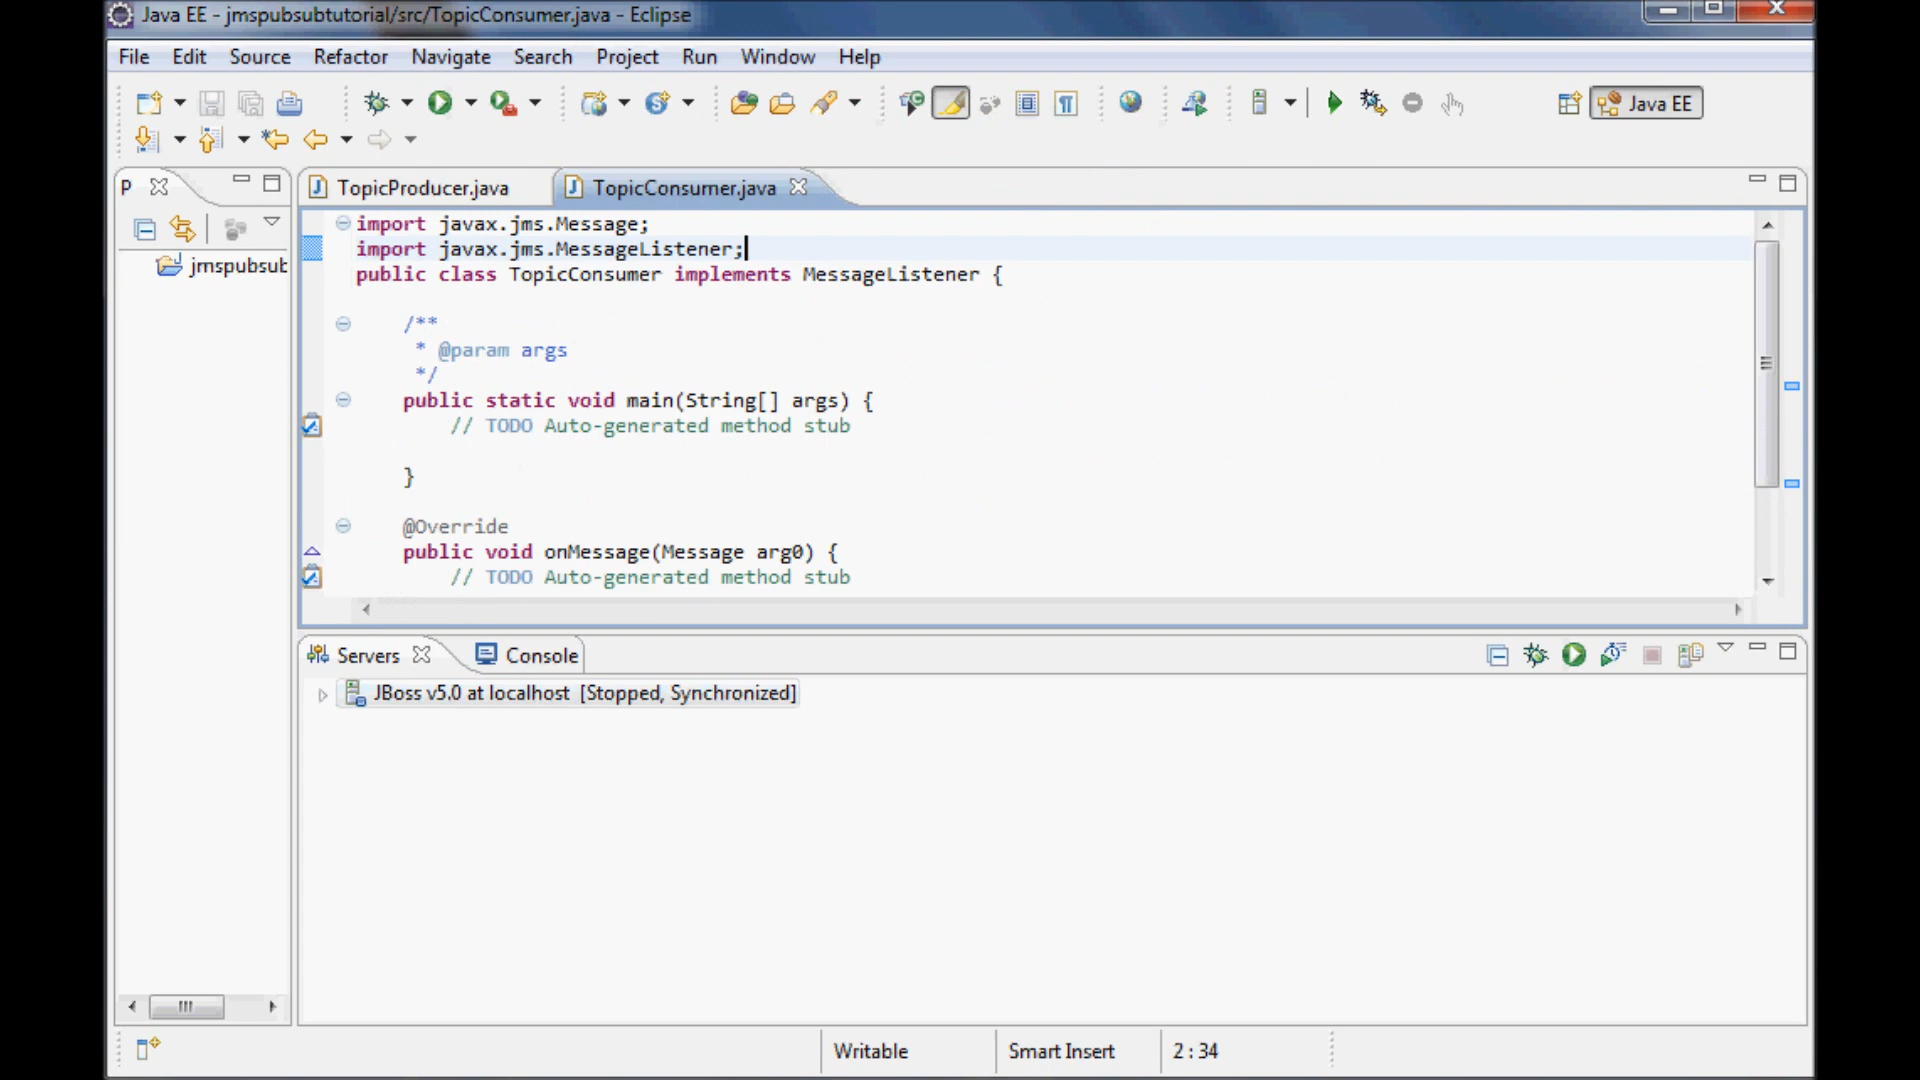 Java EE - jmspubsubtutorial/src/TopicConsumer.java - Eclipse
File Edit Source Refactor Navigate Search Project Run Window Help
Java EE
P
TopicProducer.java TopicConsumer.java
jmspubsub
import javax.jms.Message;
import javax.jms.MessageListener;
public class TopicConsumer implements MessageListener {
/**
* @param args
*/
public static void main(String[] args) {
// TODO Auto-generated method stub
}
@Override
public void onMessage(Message arg0) {
// TODO Auto-generated method stub
Servers Console
JBoss v5.0 at localhost [Stopped, Synchronized]
Writable Smart Insert 2 : 34